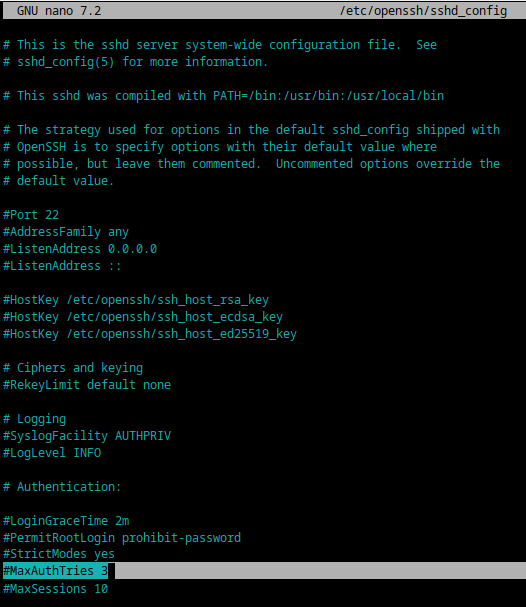 GNU nano 7.2 /etc/openssh/sshd_config
# This is the sshd server system-wide configuration file.  See
# sshd_config(5) for more information.
# This sshd was compiled with PATH=/bin:/usr/bin:/usr/local/bin
# The strategy used for options in the default sshd_config shipped with
# OpenSSH is to specify options with their default value where
# possible, but leave them commented.  Uncommented options override the
# default value.
#Port 22
#AddressFamily any
#ListenAddress 0.0.0.0
#ListenAddress ::
#HostKey /etc/openssh/ssh_host_rsa_key
#HostKey /etc/openssh/ssh_host_ecdsa_key
#HostKey /etc/openssh/ssh_host_ed25519_key
# Ciphers and keying
#RekeyLimit default none
# Logging
#SyslogFacility AUTHPRIV
#LogLevel INFO
# Authentication:
#LoginGraceTime 2m
#PermitRootLogin prohibit-password
#StrictModes yes
#MaxAuthTries 3
#MaxSessions 10